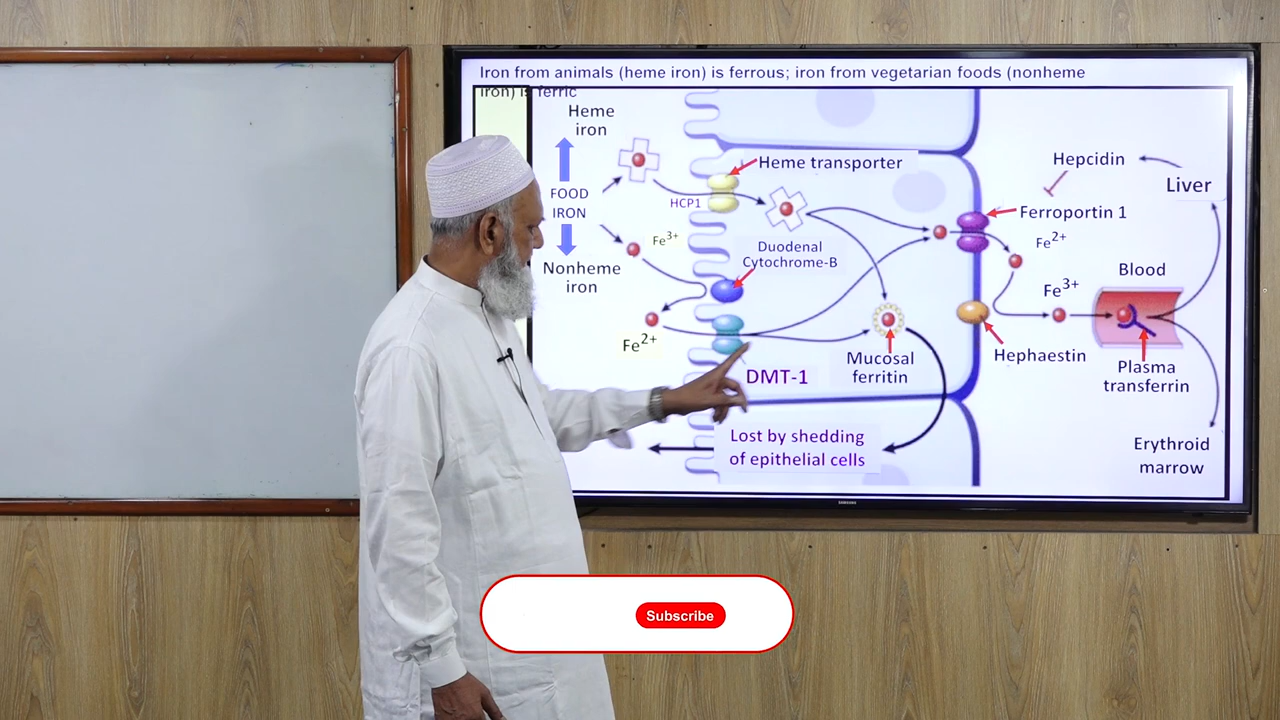 Iron from animals (heme iron) is ferrous; iron from vegetarian foods (nonheme
iron) is ferric
Heme
iron
FOOD
IRON
Nonheme
iron
Fe3+
Fe2+
HCP1
Heme transporter
Duodenal
Cytochrome-B
DMT-1
Mucosal
ferritin
Lost by shedding
of epithelial cells
Hepcidin
Liver
Ferroportin 1
Fe2+
Fe3+
Blood
Hephaestin
Plasma
transferrin
Erythroid
marrow
SAMSUNG
Subscribe